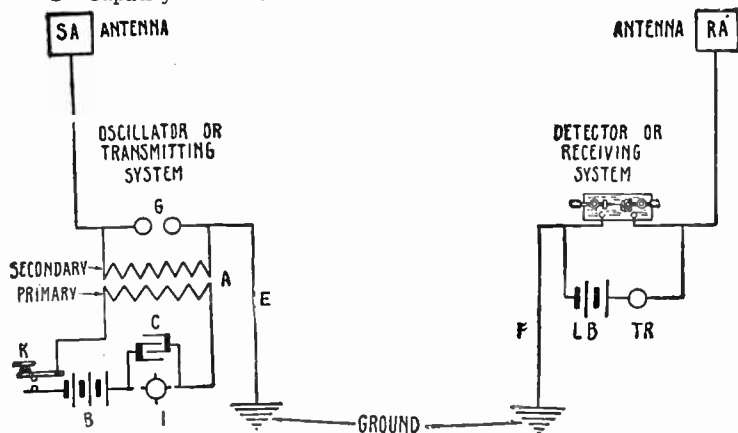 SA ANTENNA
ANTENNA RA
OSCILLATOR OR
TRANSMITTING
SYSTEM
DETECTOR OR
RECEIVING
SYSTEM
G
SECONDARY
PRIMARY
A
E
C
K
B
I
F
LB
TR
GROUND